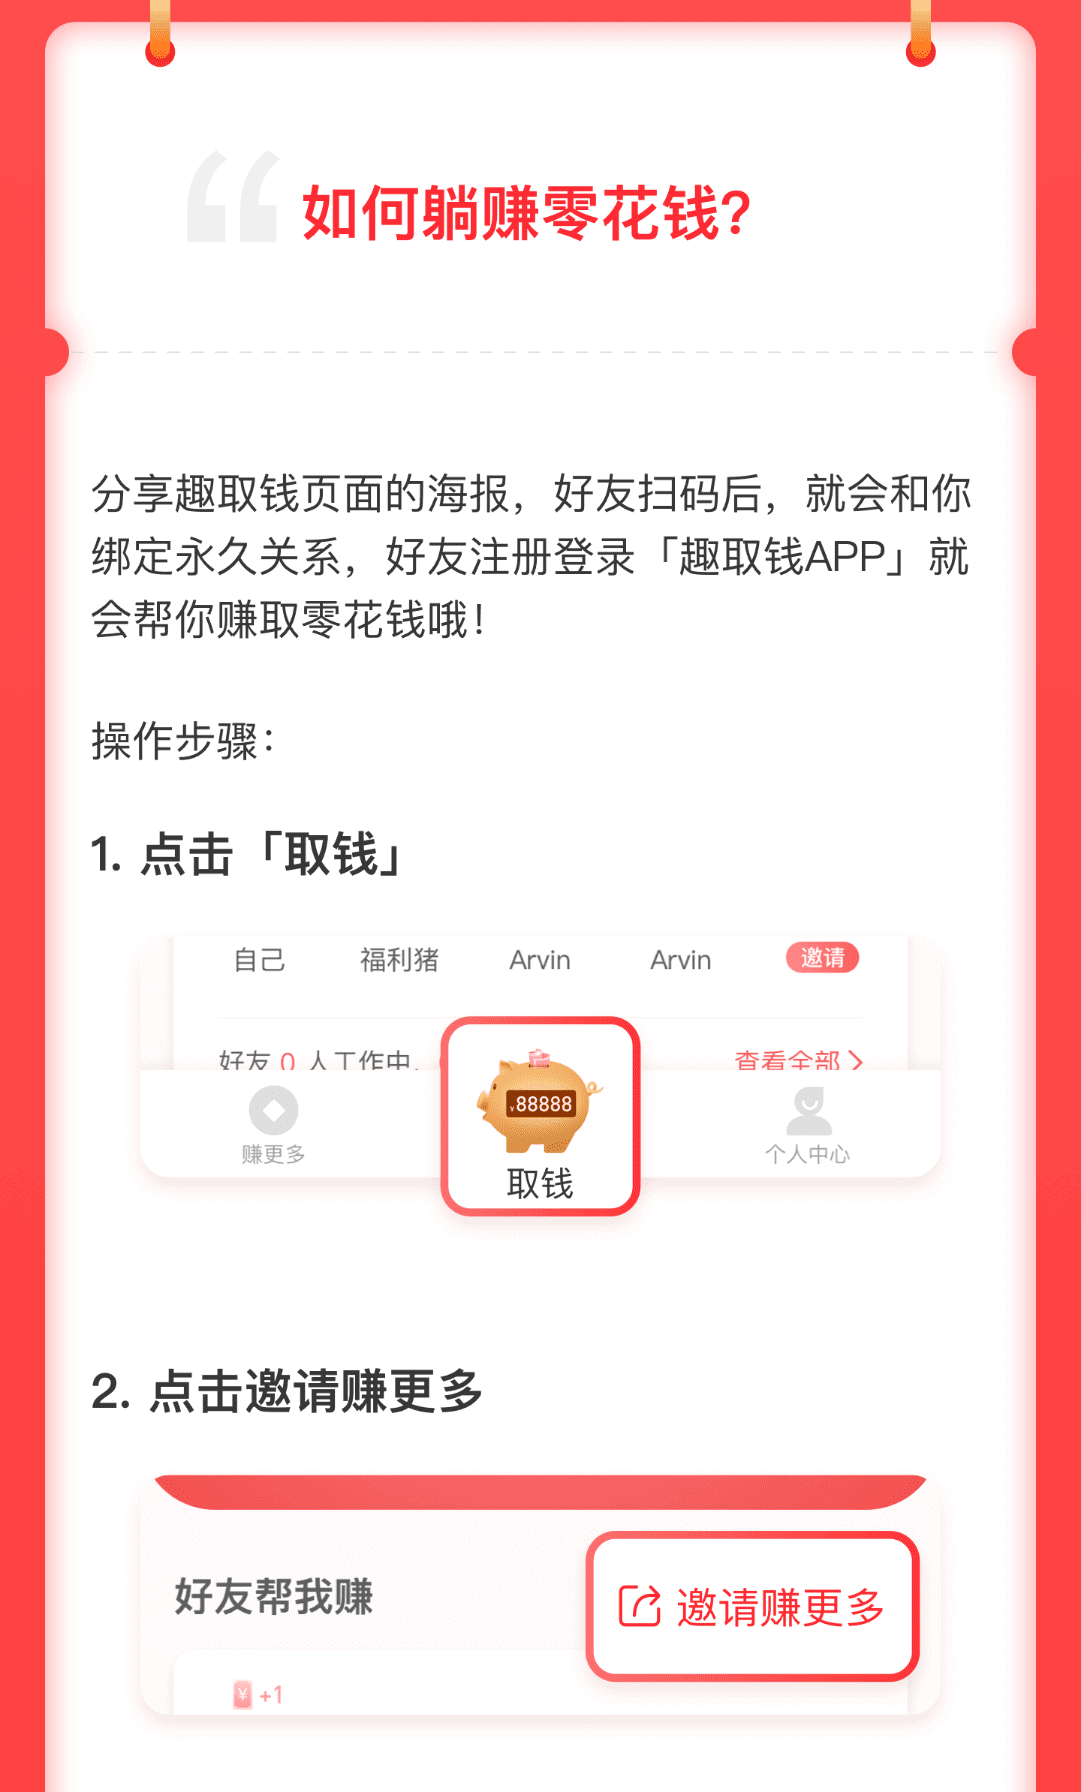 如何躺赚零花钱?
分享趣取钱页面的海报，好友扫码后，就会和你
绑定永久关系，好友注册登录「趣取钱APP」就
会帮你赚取零花钱哦！
操作步骤：
1. 点击「取钱」
自己 福利猪 Arvin Arvin 邀请
好友 0 人工作中, 查看全部
¥88888
赚更多 取钱 个人中心
2. 点击邀请赚更多
好友帮我赚 邀请赚更多
¥ +1